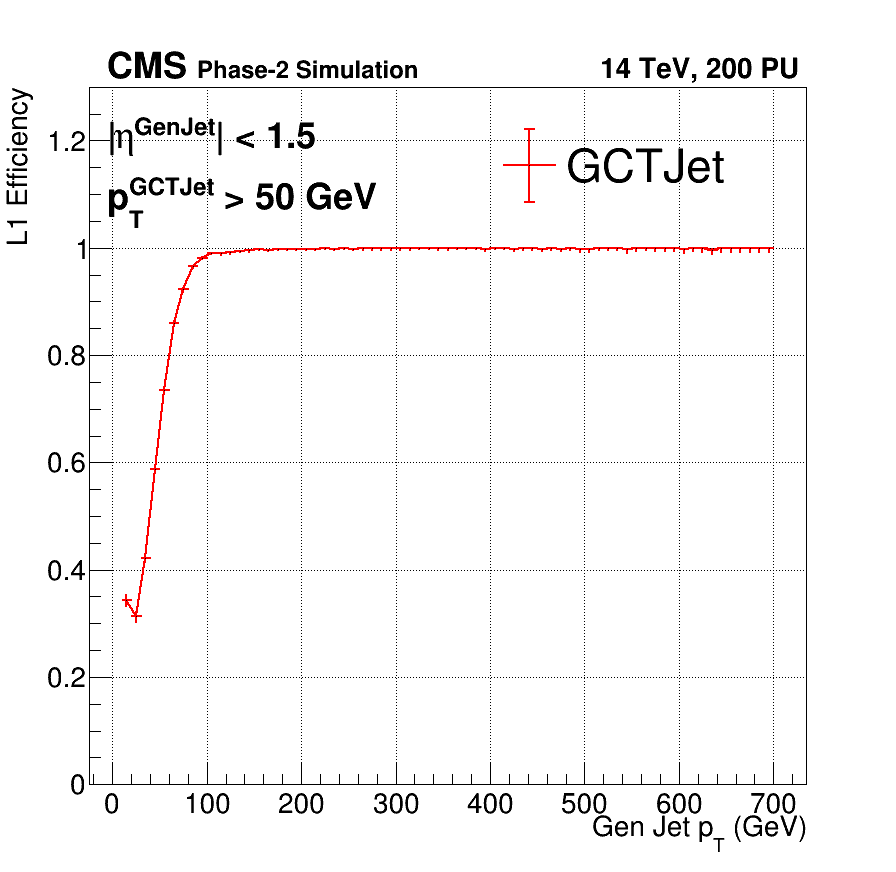 CMS Phase-2 Simulation 14 TeV, 200 PU
L1 Efficiency
|η^GenJet| < 1.5
p_T^GCTJet > 50 GeV
GCTJet
1.2
1
0.8
0.6
0.4
0.2
0
0 100 200 300 400 500 600 700
Gen Jet p_T (GeV)